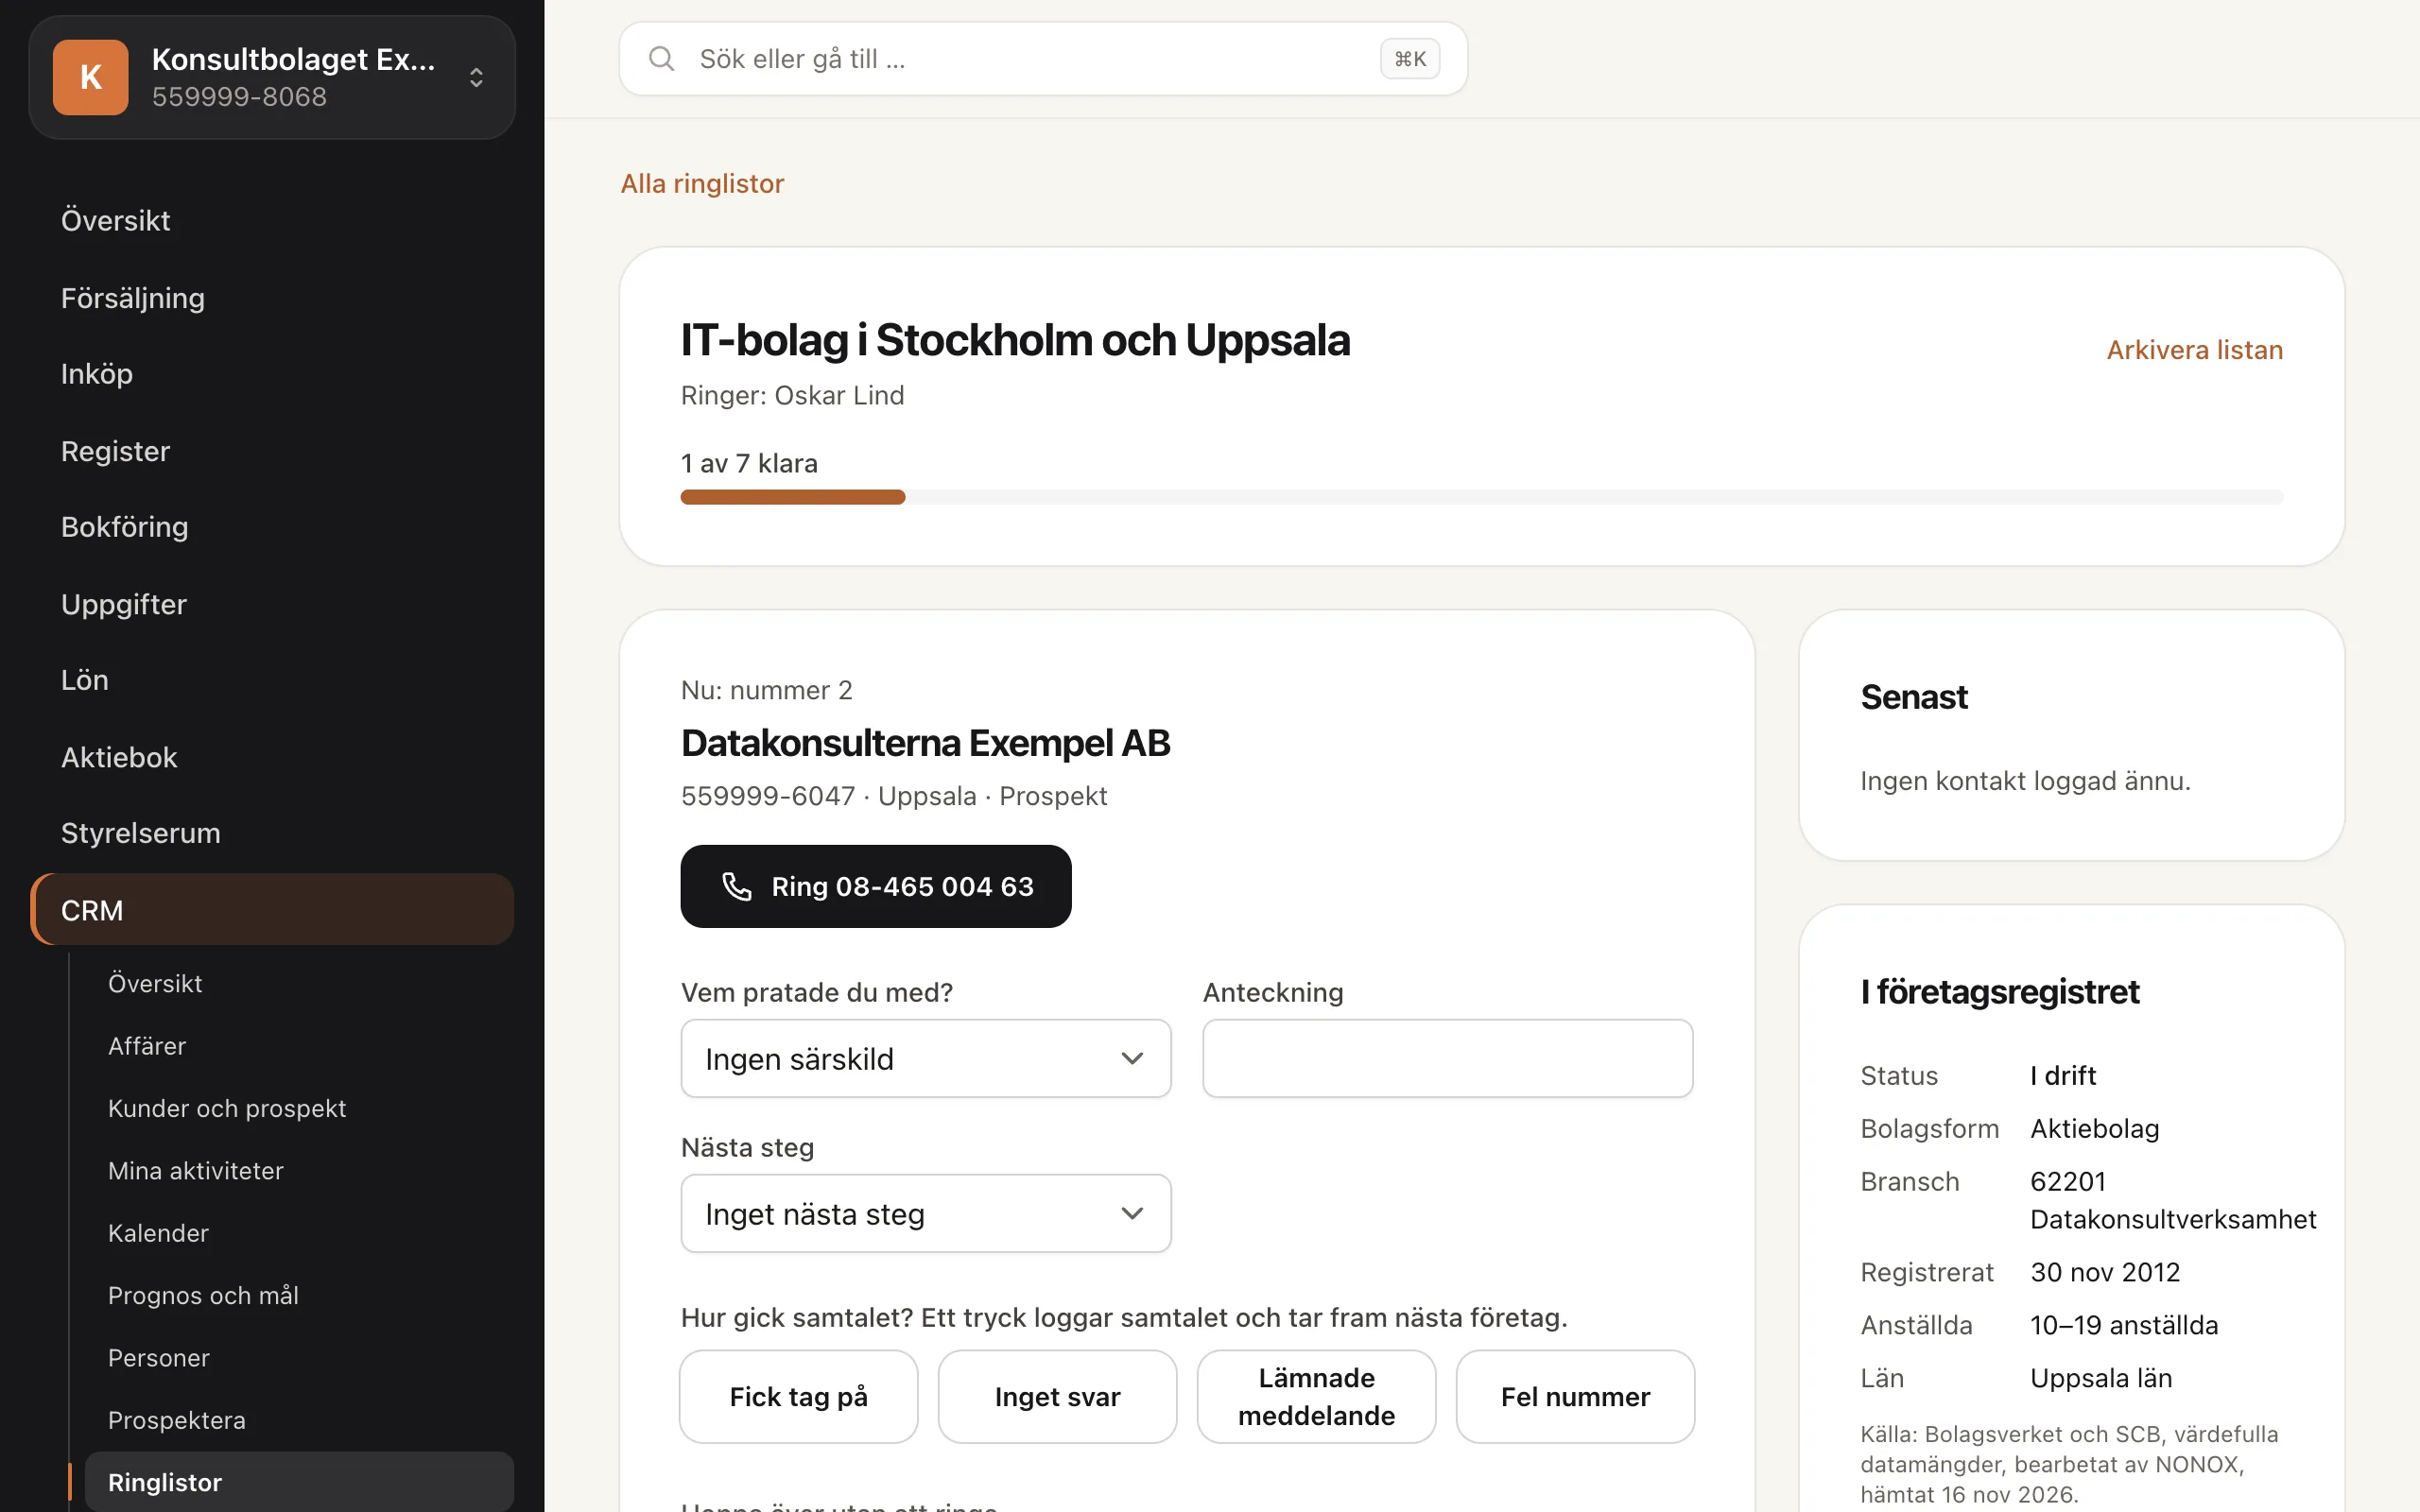 K
Konsultbolaget Ex...
559999-8068
Översikt
Försäljning
Inköp
Register
Bokföring
Uppgifter
Lön
Aktiebok
Styrelserum
CRM
Översikt
Affärer
Kunder och prospekt
Mina aktiviteter
Kalender
Prognos och mål
Personer
Prospektera
Ringlistor
Sök eller gå till ...
⌘K
Alla ringlistor
IT-bolag i Stockholm och Uppsala
Arkivera listan
Ringer: Oskar Lind
1 av 7 klara
Nu: nummer 2
Datakonsulterna Exempel AB
559999-6047 · Uppsala · Prospekt
Ring 08-465 004 63
Vem pratade du med?
Ingen särskild
Anteckning
Nästa steg
Inget nästa steg
Hur gick samtalet? Ett tryck loggar samtalet och tar fram nästa företag.
Fick tag på
Inget svar
Lämnade
meddelande
Fel nummer
Senast
Ingen kontakt loggad ännu.
I företagsregistret
Status I drift
Bolagsform Aktiebolag
Bransch 62201
Datakonsultverksamhet
Registrerat 30 nov 2012
Anställda 10–19 anställda
Län Uppsala län
Källa: Bolagsverket och SCB, värdefulla
datamängder, bearbetat av NONOX,
hämtat 16 nov 2026.